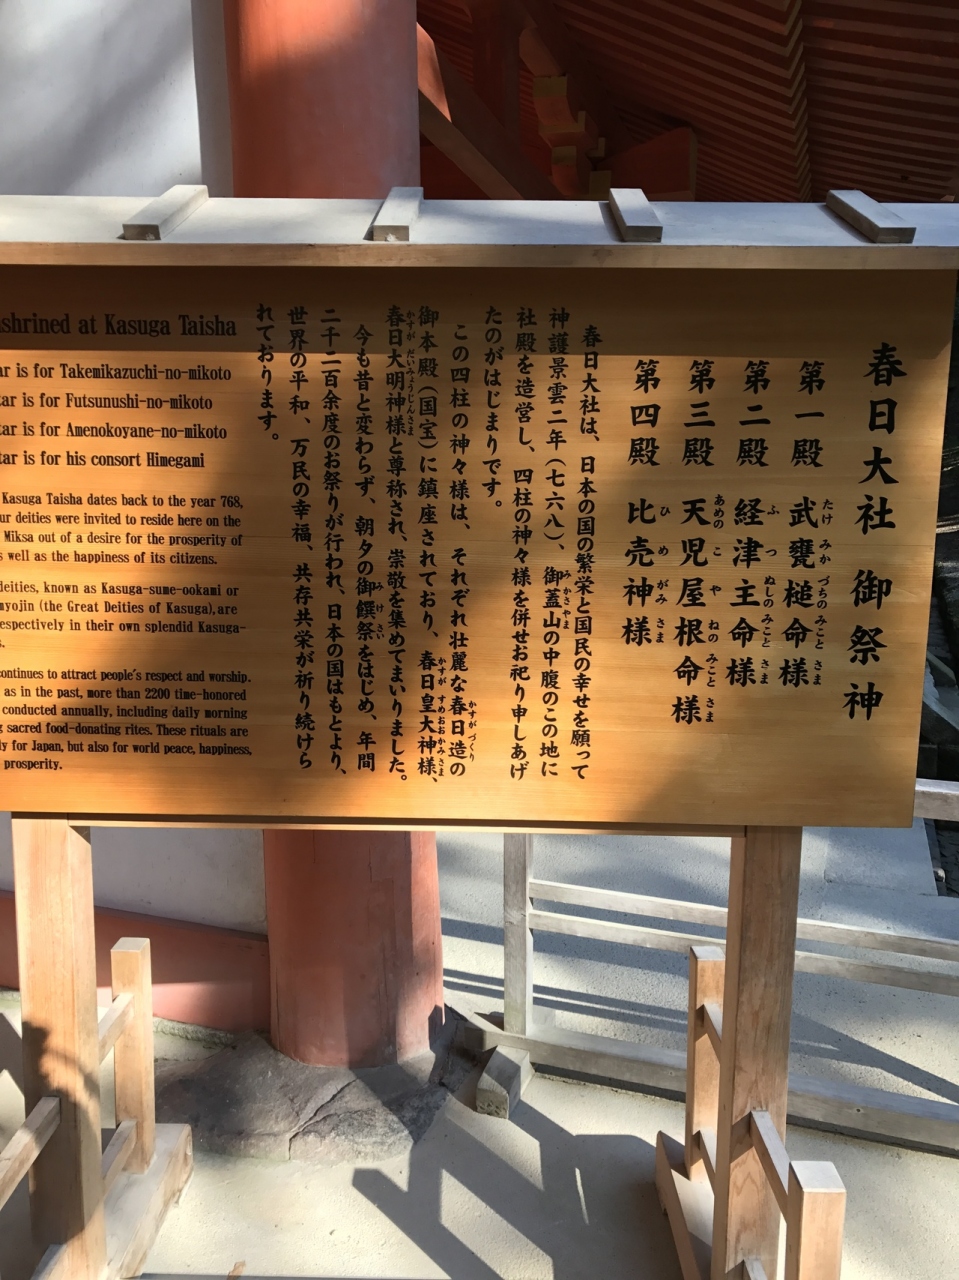 春日大社 御祭神
第一殿 武甕槌命様
第二殿 経津主命様
第三殿 天児屋根命様
第四殿 比売神様
春日大社は、日本の国の繁栄と国民の幸せを願って
神護景雲二年（七六八）、御蓋山の中腹のこの地に
社殿を造営し、四柱の神々様を併せお祀り申しあげ
たのがはじまりです。
この四柱の神々様は、それぞれ壮麗な春日造の
御本殿（国宝）に鎮座されており、春日皇大神様、
春日大明神様と尊称され、崇敬を集めてまいりました。
今も昔と変わらず、朝夕の御饌祭をはじめ、年間
二千二百余度のお祭りが行われ、日本の国はもとより、
世界の平和、万民の幸福、共存共栄が祈り続けら
れております。
shrined at Kasuga Taisha
ar is for Takemikazuchi-no-mikoto
tar is for Futsunushi-no-mikoto
tar is for Amenokoyane-no-mikoto
tar is for his consort Himegami
Kasuga Taisha dates back to the year 768,
ur deities were invited to reside here on the
Miksa out of a desire for the prosperity of
s well as the happiness of its citizens.
deities, known as Kasuga-sume-ookami or
myojin (the Great Deities of Kasuga),are
respectively in their own splendid Kasuga-
s.
continues to attract people's respect and worship.
as in the past, more than 2200 time-honored
conducted annually, including daily morning
g sacred food-donating rites. These rituals are
ly for Japan, but also for world peace, happiness,
prosperity.